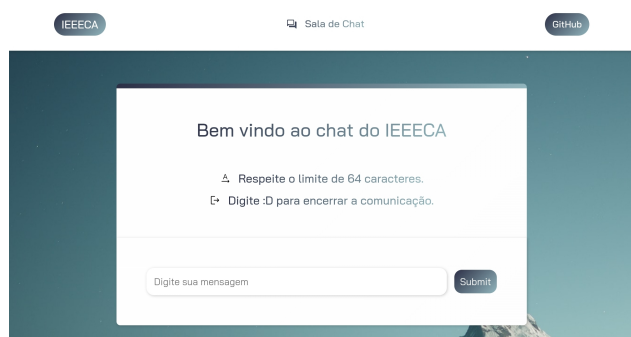 IEEECA
Sala de Chat
GitHub
Bem vindo ao chat do IEEECA
Respeite o limite de 64 caracteres.
Digite :D para encerrar a comunicação.
Digite sua mensagem
Submit